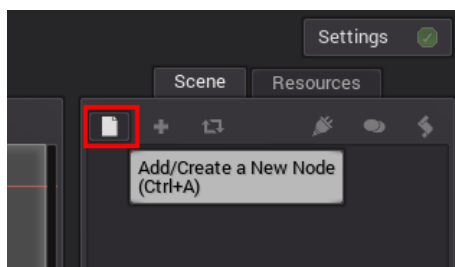 Settings
Scene
Resources
Add/Create a New Node
(Ctrl+A)